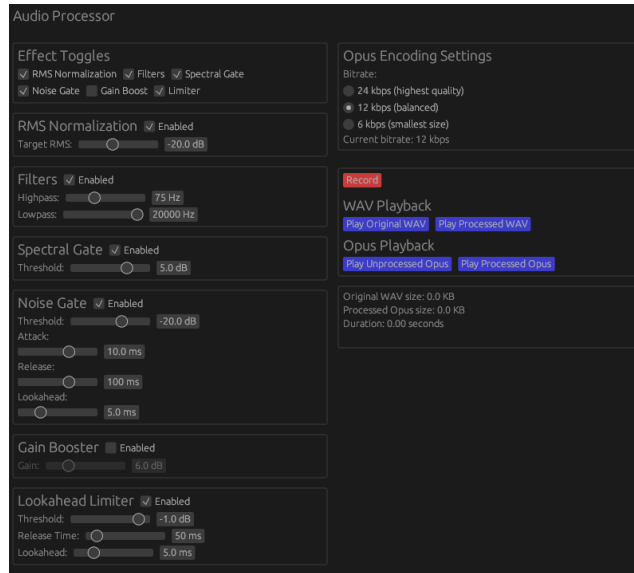 Audio Processor
Effect Toggles
RMS Normalization Filters Spectral Gate
Noise Gate Gain Boost Limiter
RMS Normalization Enabled
Target RMS: -20.0 dB
Filters Enabled
Highpass: 75 Hz
Lowpass: 20000 Hz
Spectral Gate Enabled
Threshold: 5.0 dB
Noise Gate Enabled
Threshold: -20.0 dB
Attack:
10.0 ms
Release:
100 ms
Lookahead:
5.0 ms
Gain Booster Enabled
Gain: 6.0 dB
Lookahead Limiter Enabled
Threshold: -1.0 dB
Release Time: 50 ms
Lookahead: 5.0 ms
Opus Encoding Settings
Bitrate:
24 kbps (highest quality)
12 kbps (balanced)
6 kbps (smallest size)
Current bitrate: 12 kbps
Record
WAV Playback
Play Original WAV Play Processed WAV
Opus Playback
Play Unprocessed Opus Play Processed Opus
Original WAV size: 0.0 KB
Processed Opus size: 0.0 KB
Duration: 0.00 seconds